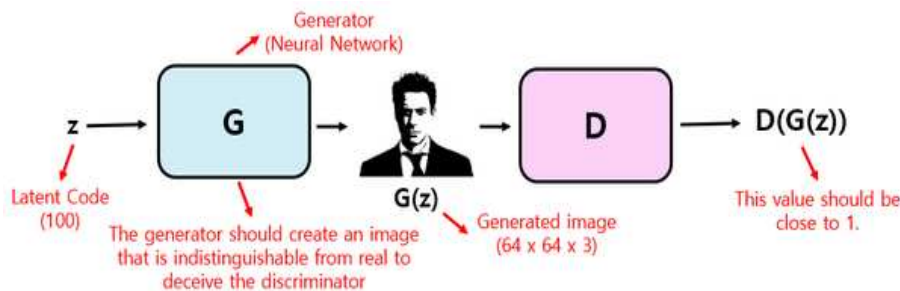 Generator
(Neural Network)
z
G
D
D(G(z))
G(z)
Latent Code
(100)
The generator should create an image
that is indistinguishable from real to
deceive the discriminator
Generated image
(64 x 64 x 3)
This value should be
close to 1.